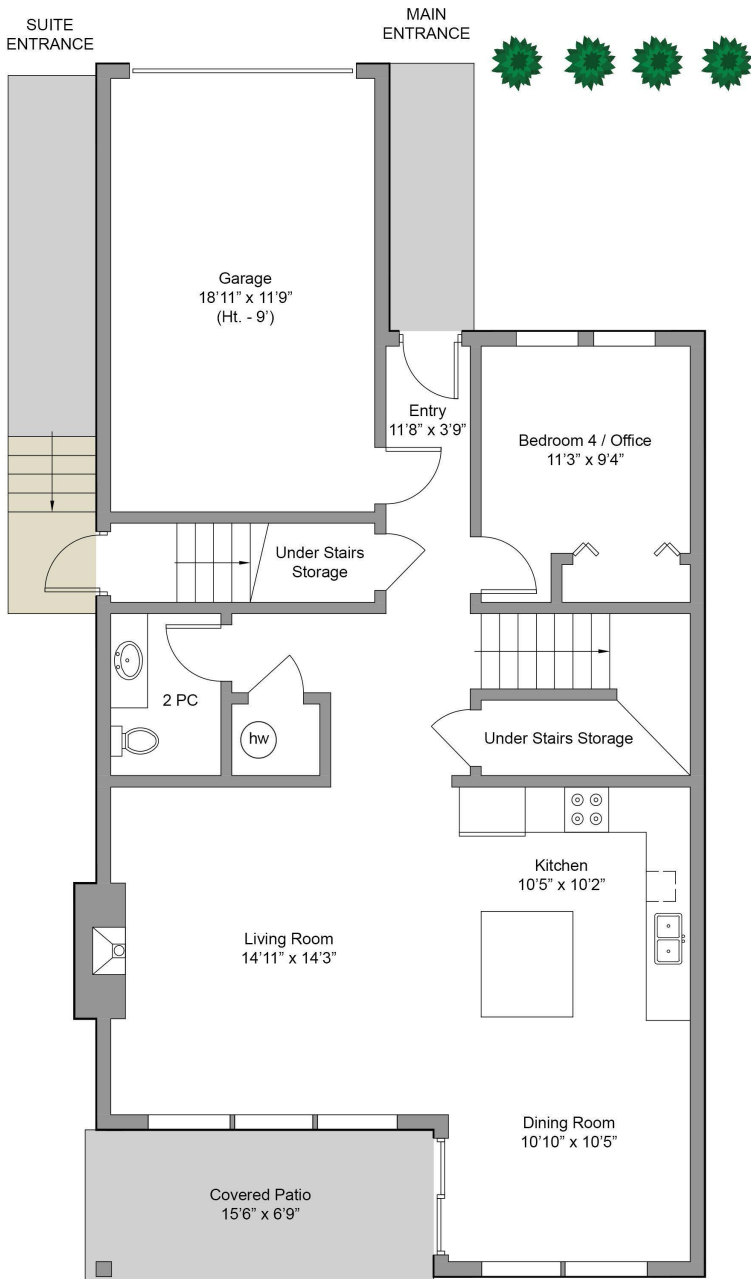 SUITE
ENTRANCE
MAIN
ENTRANCE
Garage
18'11" x 11'9"
(Ht. - 9')
Entry
11'8" x 3'9"
Bedroom 4 / Office
11'3" x 9'4"
Under Stairs
Storage
2 PC
hw
Under Stairs Storage
Kitchen
10'5" x 10'2"
Living Room
14'11" x 14'3"
Dining Room
10'10" x 10'5"
Covered Patio
15'6" x 6'9"